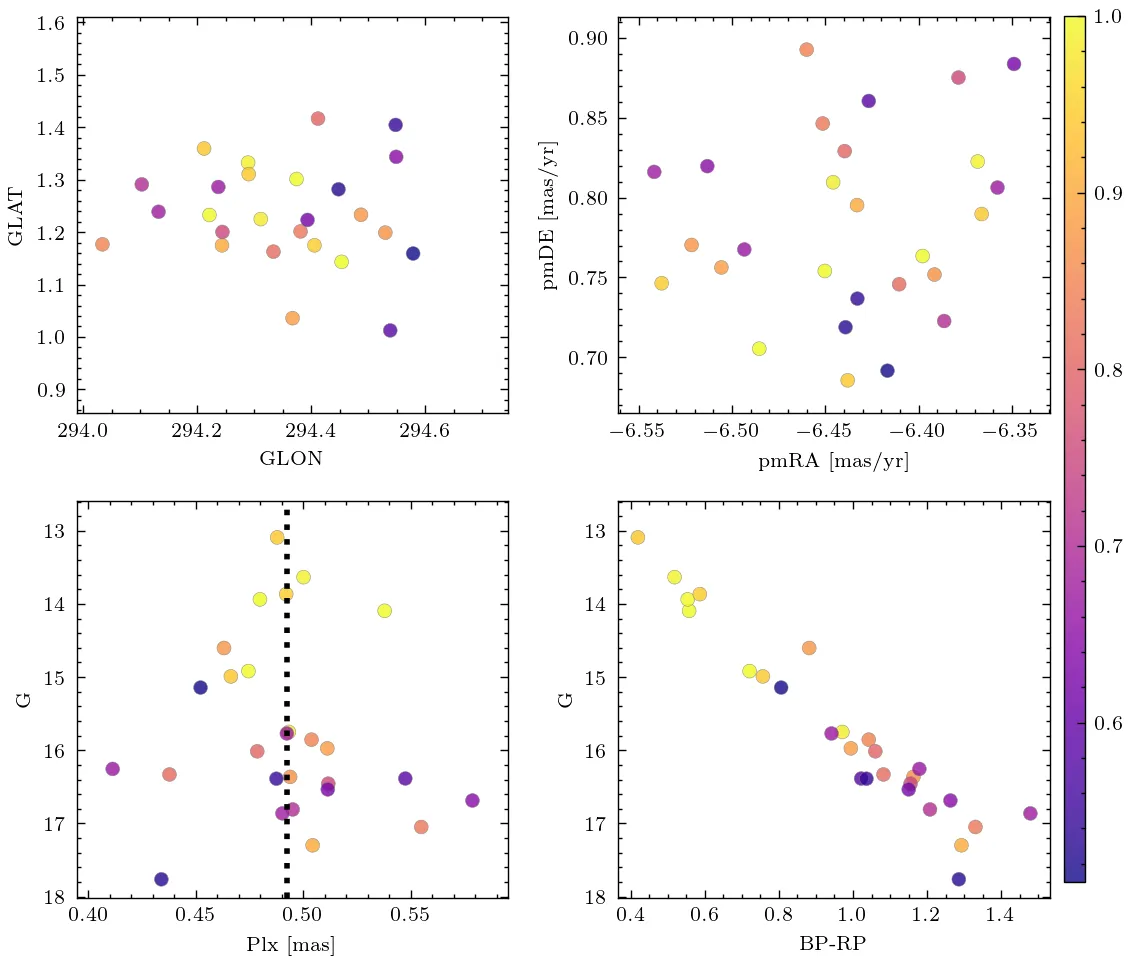 1.6
1.5
1.4
1.3
1.2
1.1
1.0
0.9
GLAT
294.0 294.2 294.4 294.6
GLON
0.90
0.85
0.80
0.75
0.70
pmDE [mas/yr]
−6.55 −6.50 −6.45 −6.40 −6.35
pmRA [mas/yr]
1.0
0.9
0.8
0.7
0.6
13
14
15
16
17
18
G
0.40 0.45 0.50 0.55
Plx [mas]
13
14
15
16
17
18
G
0.4 0.6 0.8 1.0 1.2 1.4
BP-RP